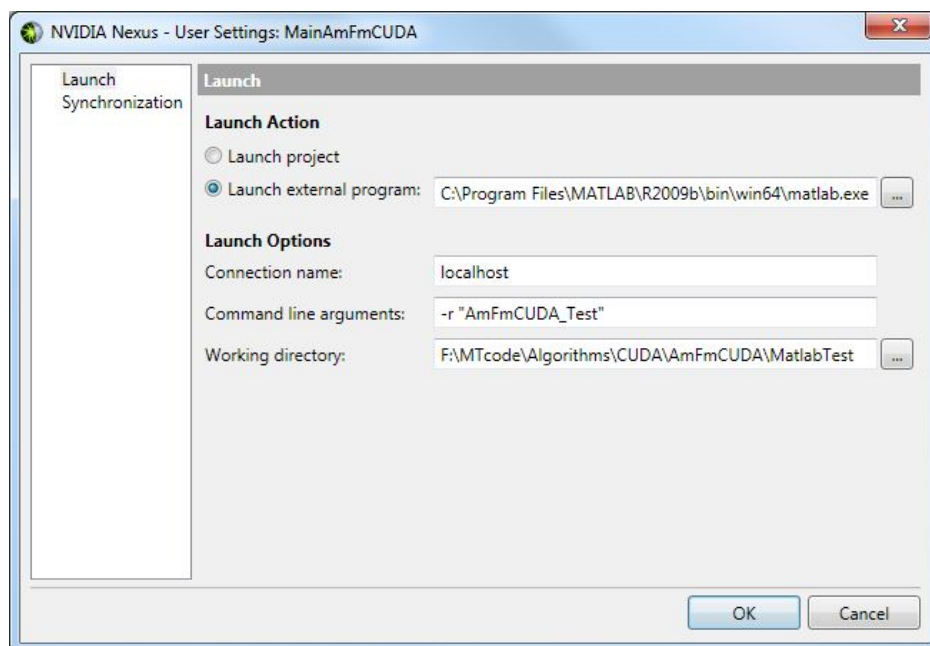 NVIDIA Nexus - User Settings: MainAmFmCUDA
Launch
Synchronization
Launch
Launch Action
Launch project
Launch external program: C:\Program Files\MATLAB\R2009b\bin\win64\matlab.exe ...
Launch Options
Connection name: localhost
Command line arguments: -r "AmFmCUDA_Test"
Working directory: F:\MTcode\Algorithms\CUDA\AmFmCUDA\MatlabTest ...
OK Cancel